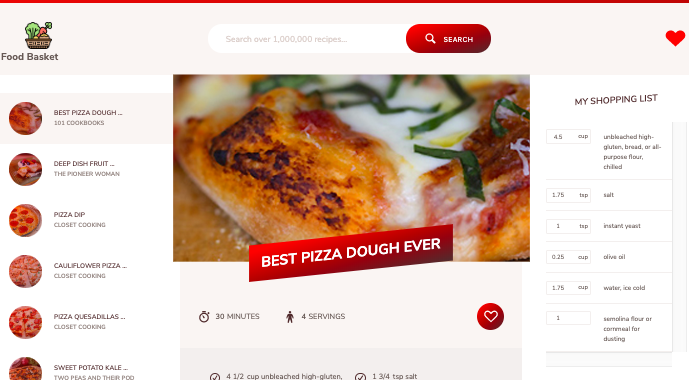 Food Basket
Search over 1,000,000 recipes...
SEARCH
BEST PIZZA DOUGH ...
101 COOKBOOKS
DEEP DISH FRUIT ...
THE PIONEER WOMAN
PIZZA DIP
CLOSET COOKING
CAULIFLOWER PIZZA ...
CLOSET COOKING
PIZZA QUESADILLAS ...
CLOSET COOKING
SWEET POTATO KALE ...
TWO PEAS AND THEIR POD
BEST PIZZA DOUGH EVER
30 MINUTES
4 SERVINGS
4 1/2 cup unbleached high-gluten,
1 3/4 tsp salt
MY SHOPPING LIST
4.5 cup unbleached high-
gluten, bread, or all-
purpose flour,
chilled
1.75 tsp salt
1 tsp instant yeast
0.25 cup olive oil
1.75 cup water, ice cold
1 semolina flour or
cornmeal for
dusting